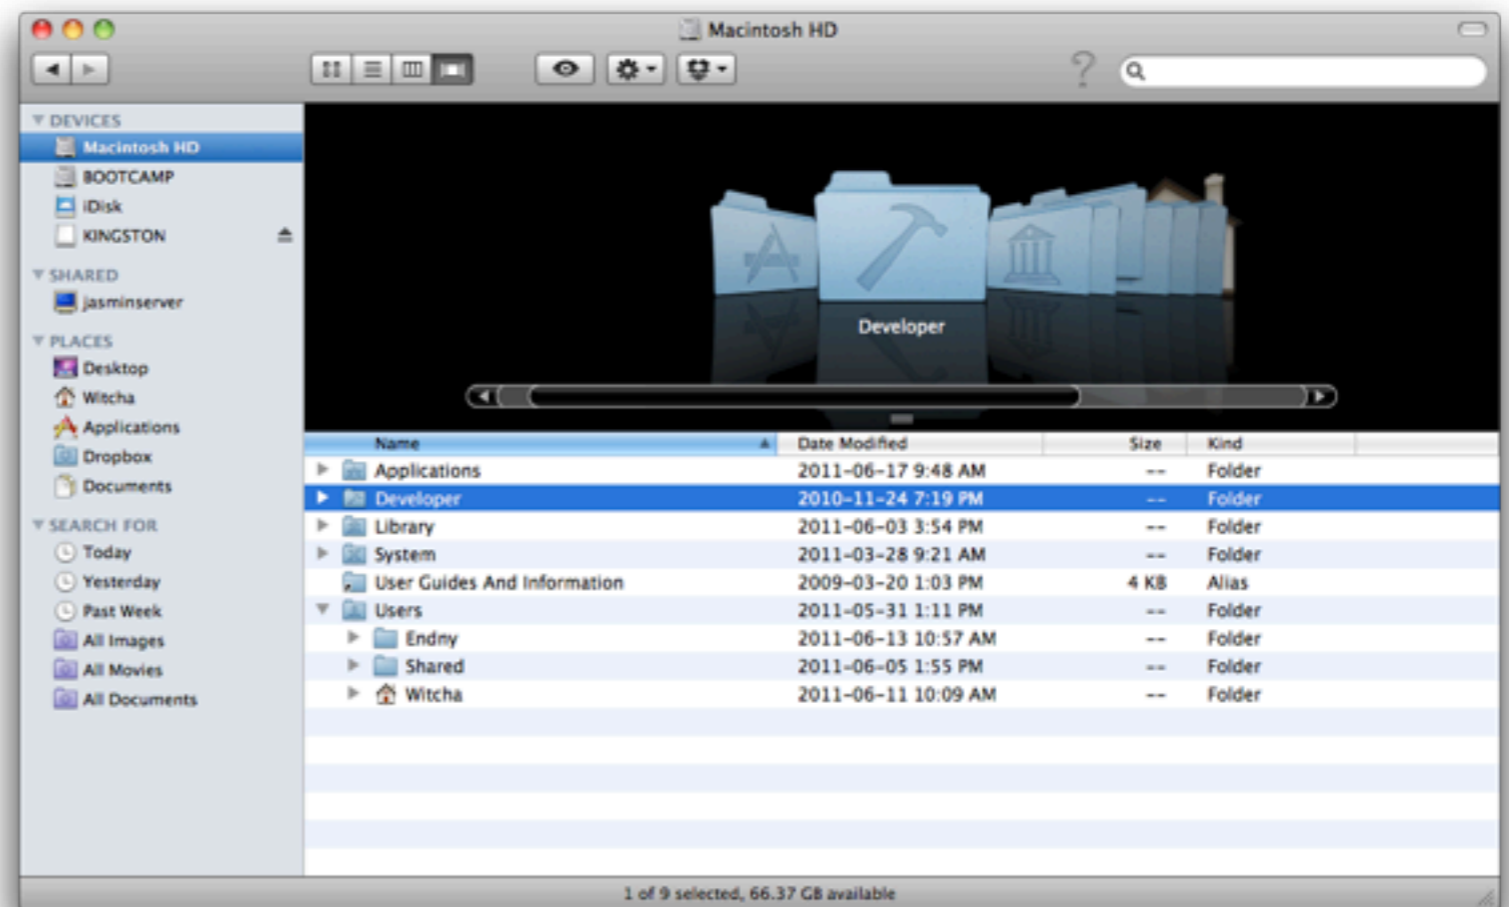 Macintosh HD
DEVICES
Macintosh HD
BOOTCAMP
iDisk
KINGSTON
SHARED
jasminserver
PLACES
Desktop
Witcha
Applications
Dropbox
Documents
SEARCH FOR
Today
Yesterday
Past Week
All Images
All Movies
All Documents
Developer
Name Date Modified Size Kind
Applications 2011-06-17 9:48 AM -- Folder
Developer 2010-11-24 7:19 PM -- Folder
Library 2011-06-03 3:54 PM -- Folder
System 2011-03-28 9:21 AM -- Folder
User Guides And Information 2009-03-20 1:03 PM 4 KB Alias
Users 2011-05-31 1:11 PM -- Folder
Endny 2011-06-13 10:57 AM -- Folder
Shared 2011-06-05 1:55 PM -- Folder
Witcha 2011-06-11 10:09 AM -- Folder
1 of 9 selected, 66.37 GB available